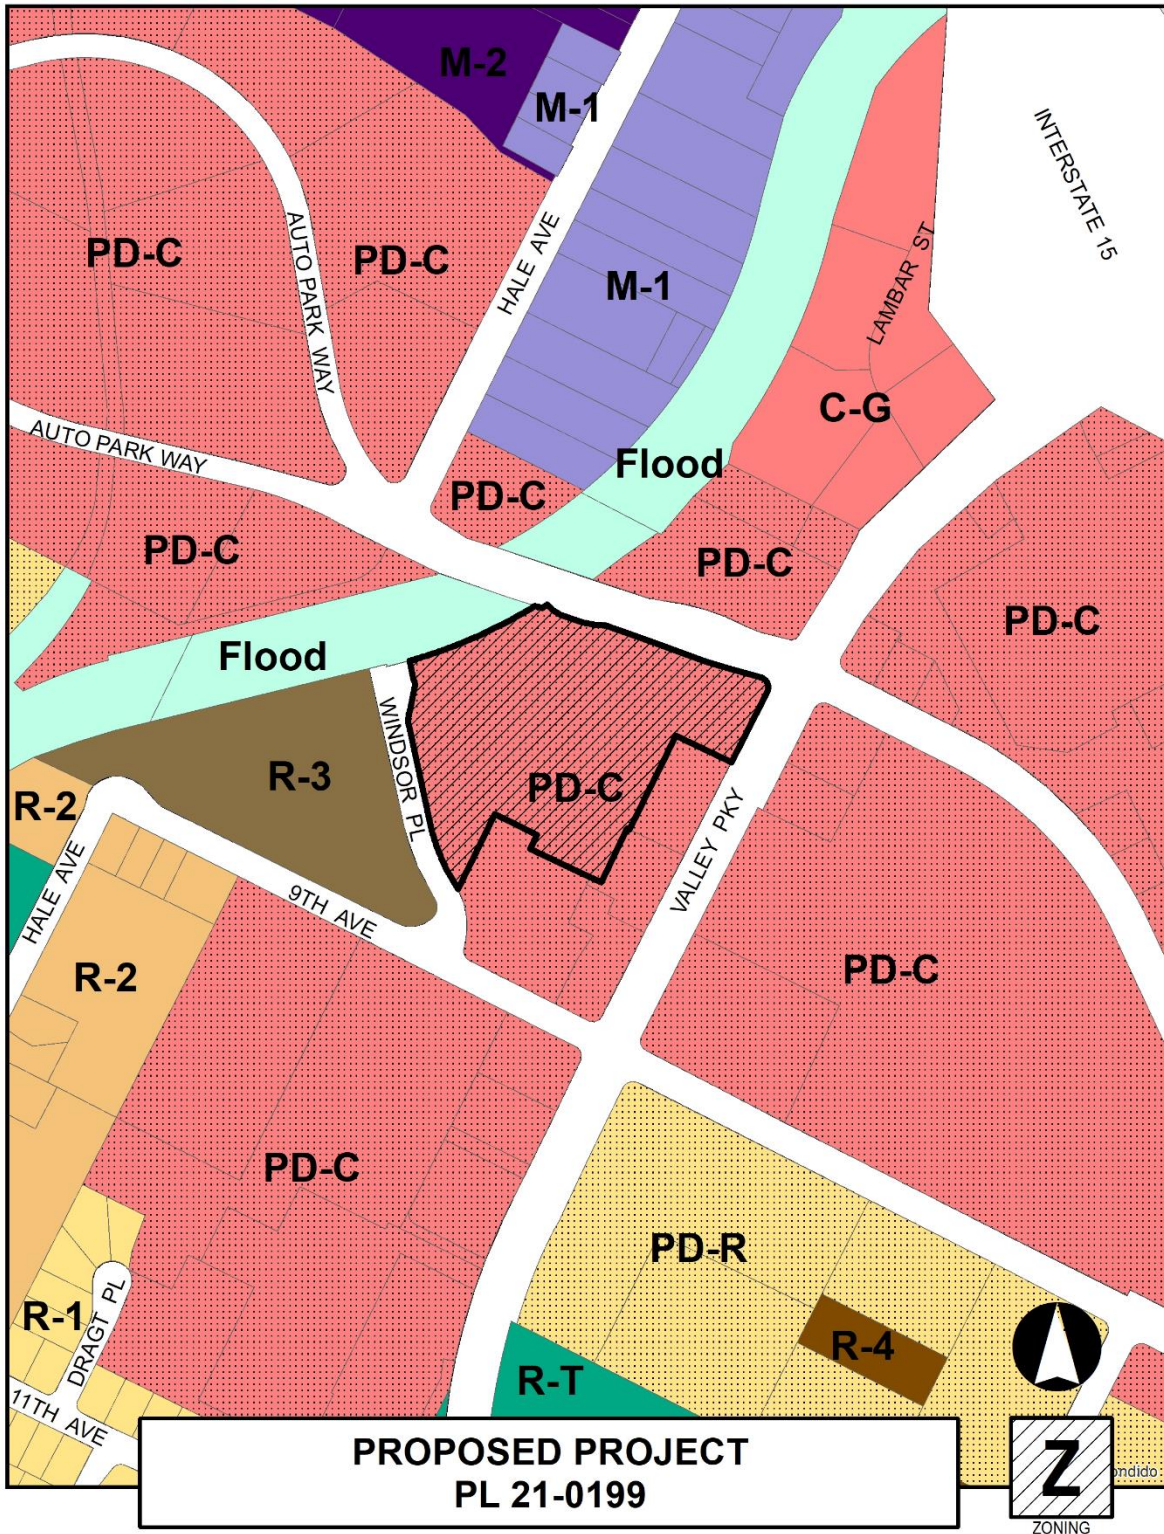 M-2
M-1
INTERSTATE 15
AUTO PARK WAY
PD-C
PD-C
HALE AVE
M-1
LAMBAR ST
C-G
AUTO PARK WAY
Flood
PD-C
PD-C
PD-C
PD-C
Flood
WINDSOR PL
R-3
PD-C
R-2
VALLEY PKY
HALE AVE
9TH AVE
R-2
PD-C
PD-C
PD-R
R-1
DRAGT PL
R-4
R-T
11TH AVE
PROPOSED PROJECT
PL 21-0199
Z
ondido
ZONING